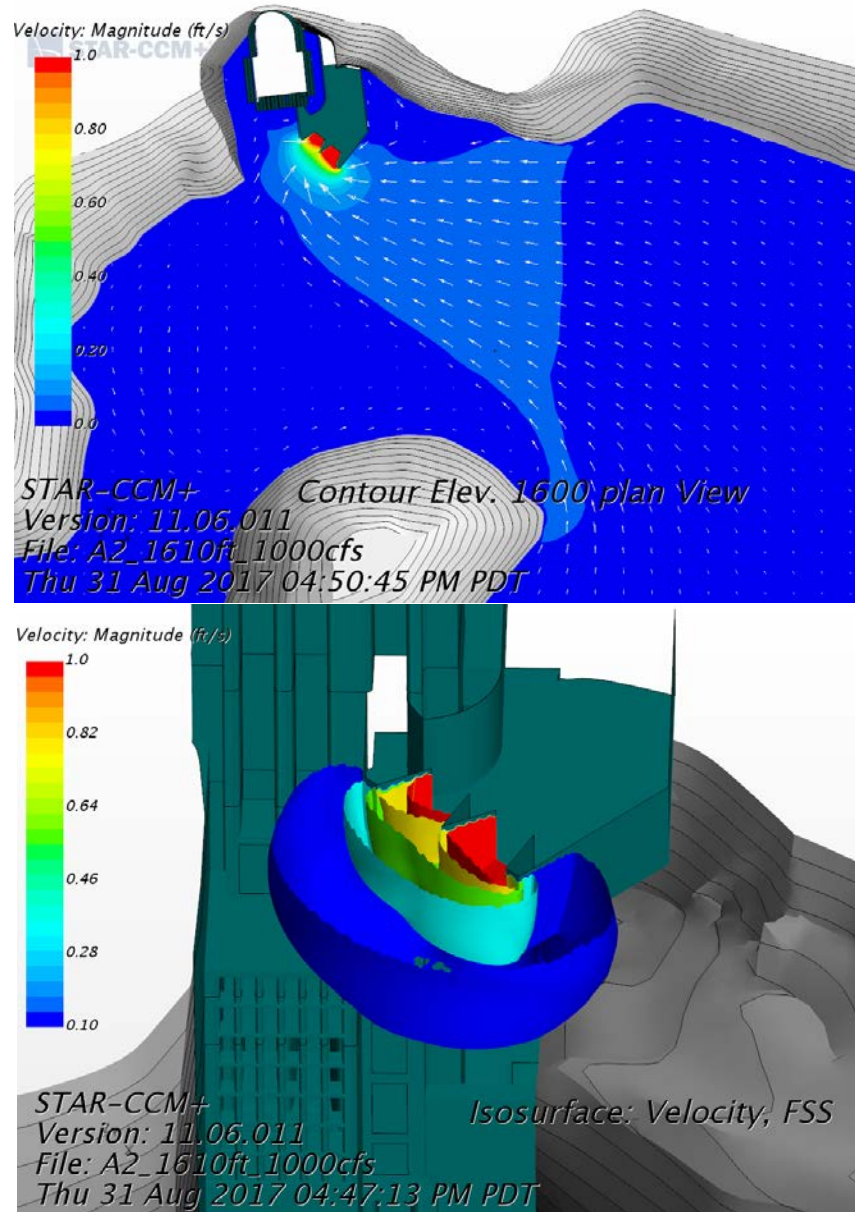 Velocity: Magnitude (ft/s)
STAR-CCM+
1.0
0.80
0.60
0.40
0.20
0.0
STAR-CCM+
Contour Elev. 1600 plan View
Version: 11.06.011
File: A2_1610ft_1000cfs
Thu 31 Aug 2017 04:50:45 PM PDT
Velocity: Magnitude (ft/s)
1.0
0.82
0.64
0.46
0.28
0.10
STAR-CCM+
Isosurface: Velocity, FSS
Version: 11.06.011
File: A2_1610ft_1000cfs
Thu 31 Aug 2017 04:47:13 PM PDT